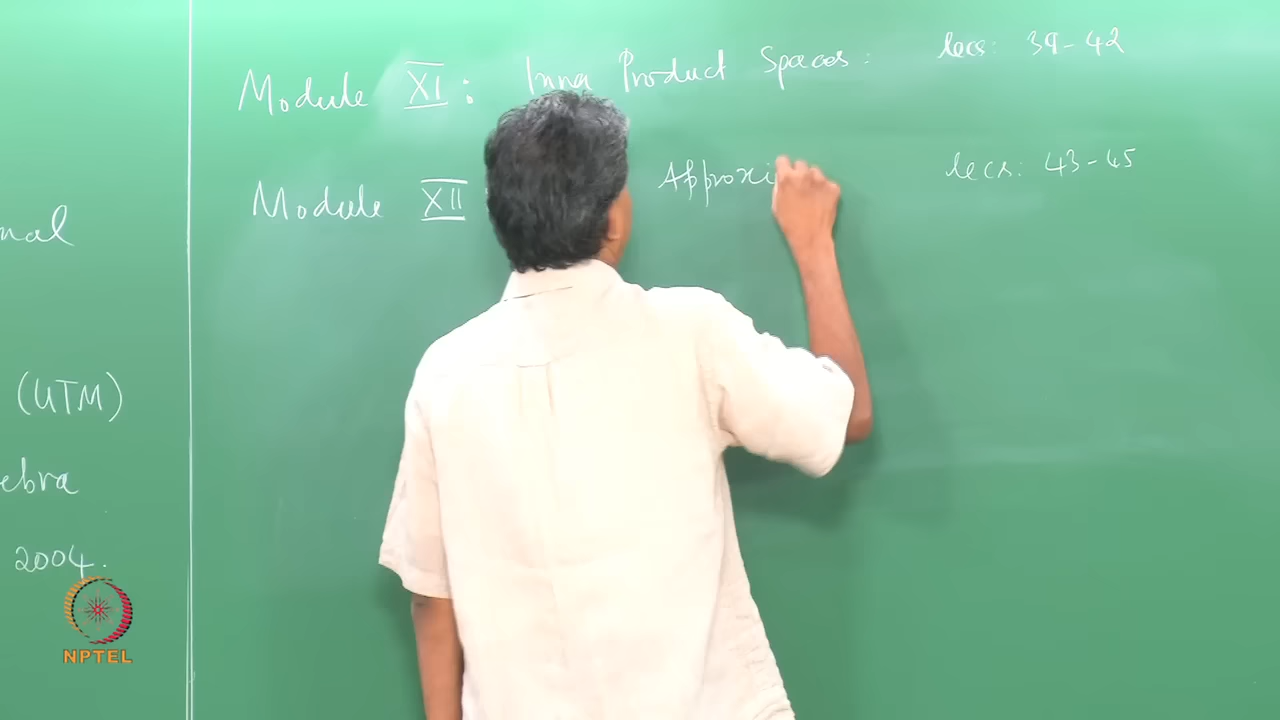 Module XI : Inner Product Spaces : lecs: 39-42
Module XII Approxi lecs: 43-45
nal
(UTM)
ebra
2004.
NPTEL